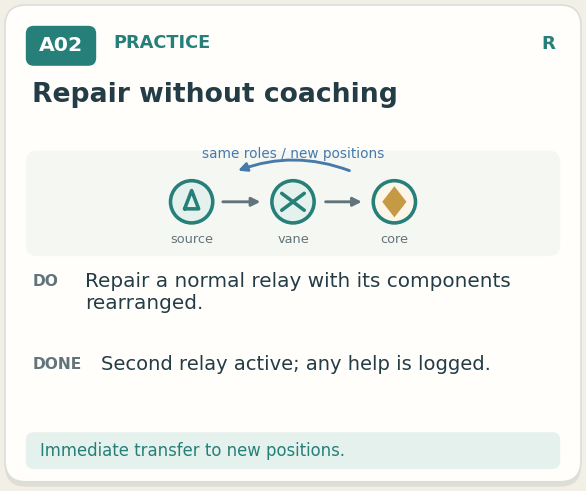 A02 PRACTICE R
Repair without coaching
same roles / new positions
source vane core
DO Repair a normal relay with its components
rearranged.
DONE Second relay active; any help is logged.
Immediate transfer to new positions.